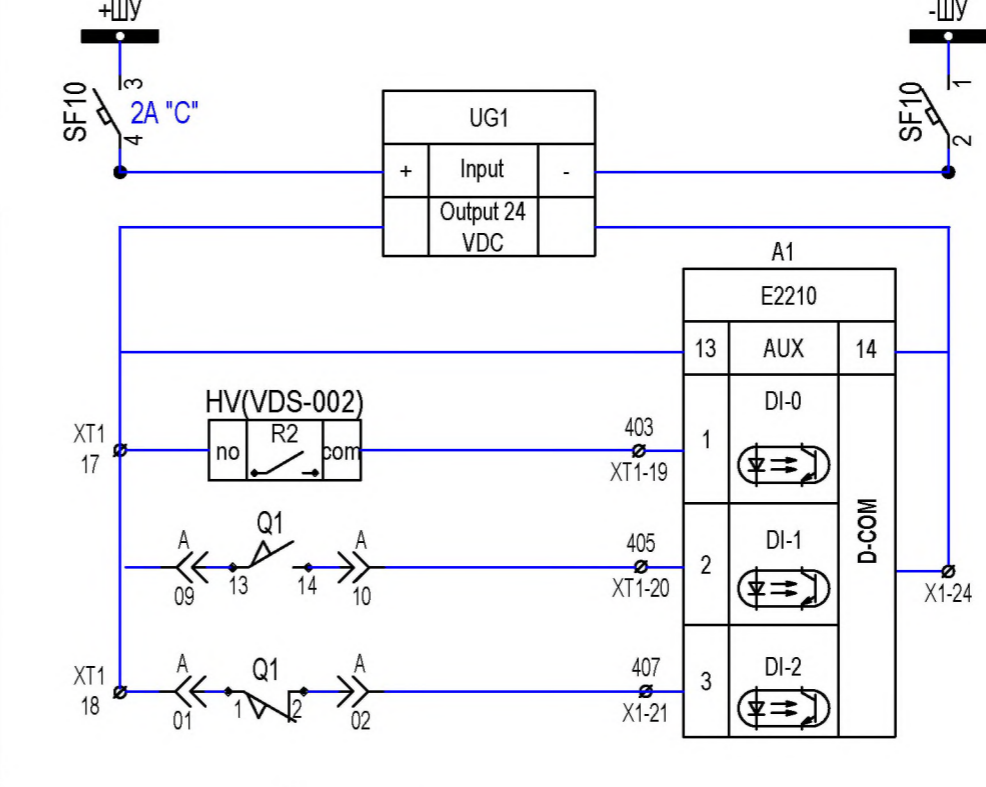 +ШУ
-ШУ
SF10
3
2А "С"
4
SF10
1
2
UG1
+
Input
-
Output 24
VDC
A1
E2210
13
AUX
14
HV(VDS-002)
XT1
17
no
R2
com
403
XT1-19
1
DI-0
D-COM
A
09
Q1
13
14
A
10
405
XT1-20
2
DI-1
X1-24
XT1
18
A
01
Q1
1
2
A
02
407
X1-21
3
DI-2